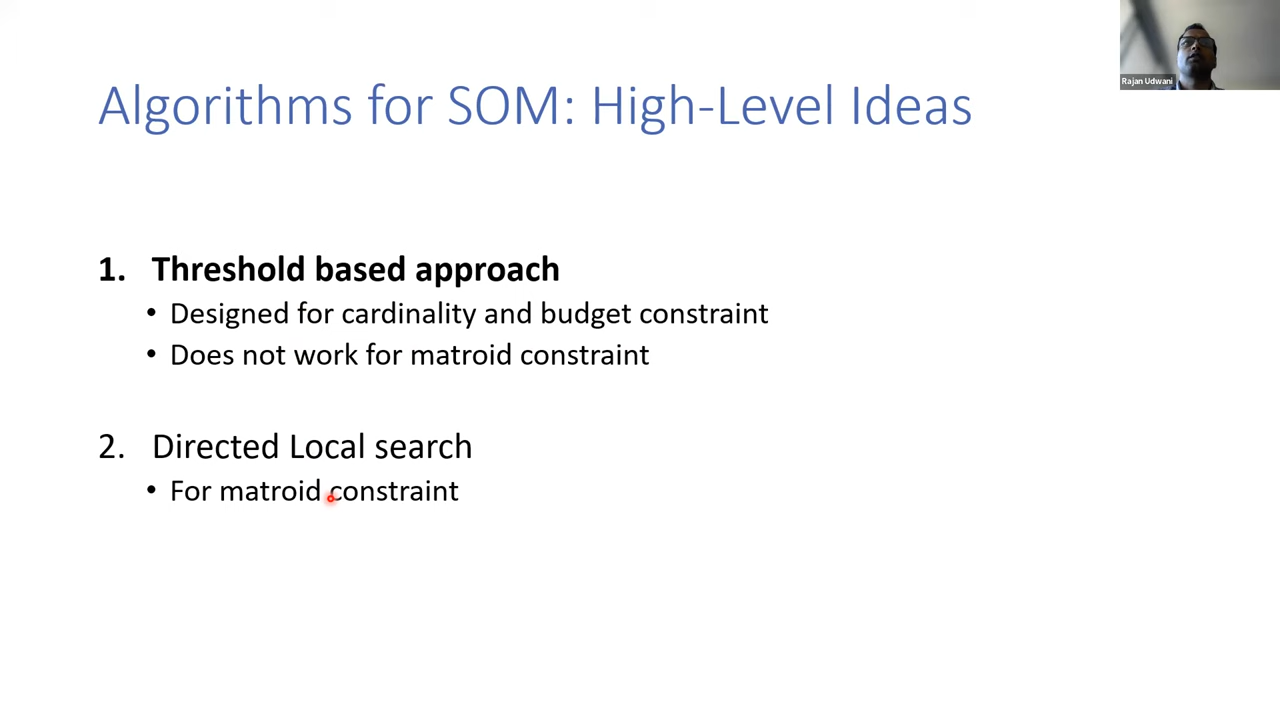 Rajan Udwani
Algorithms for SOM: High-Level Ideas
1. Threshold based approach
• Designed for cardinality and budget constraint
• Does not work for matroid constraint
2. Directed Local search
• For matroid constraint